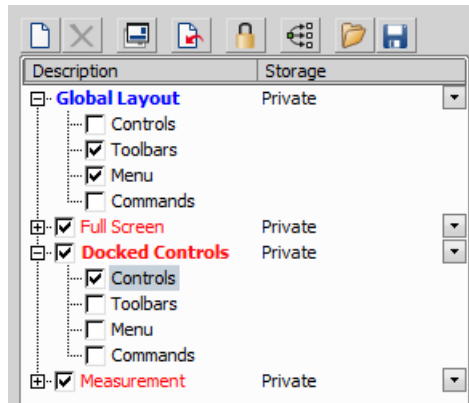 Description Storage
Global Layout Private
Controls
Toolbars
Menu
Commands
Full Screen Private
Docked Controls Private
Controls
Toolbars
Menu
Commands
Measurement Private